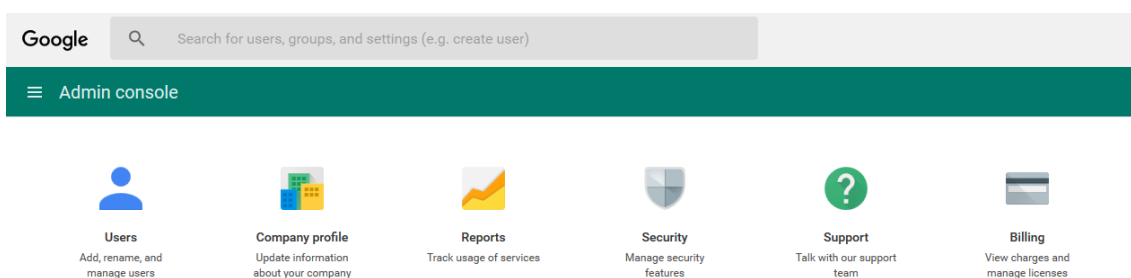 Google
Search for users, groups, and settings (e.g. create user)
Admin console
Users
Add, rename, and
manage users
Company profile
Update information
about your company
Reports
Track usage of services
Security
Manage security
features
Support
Talk with our support
team
Billing
View charges and
manage licenses